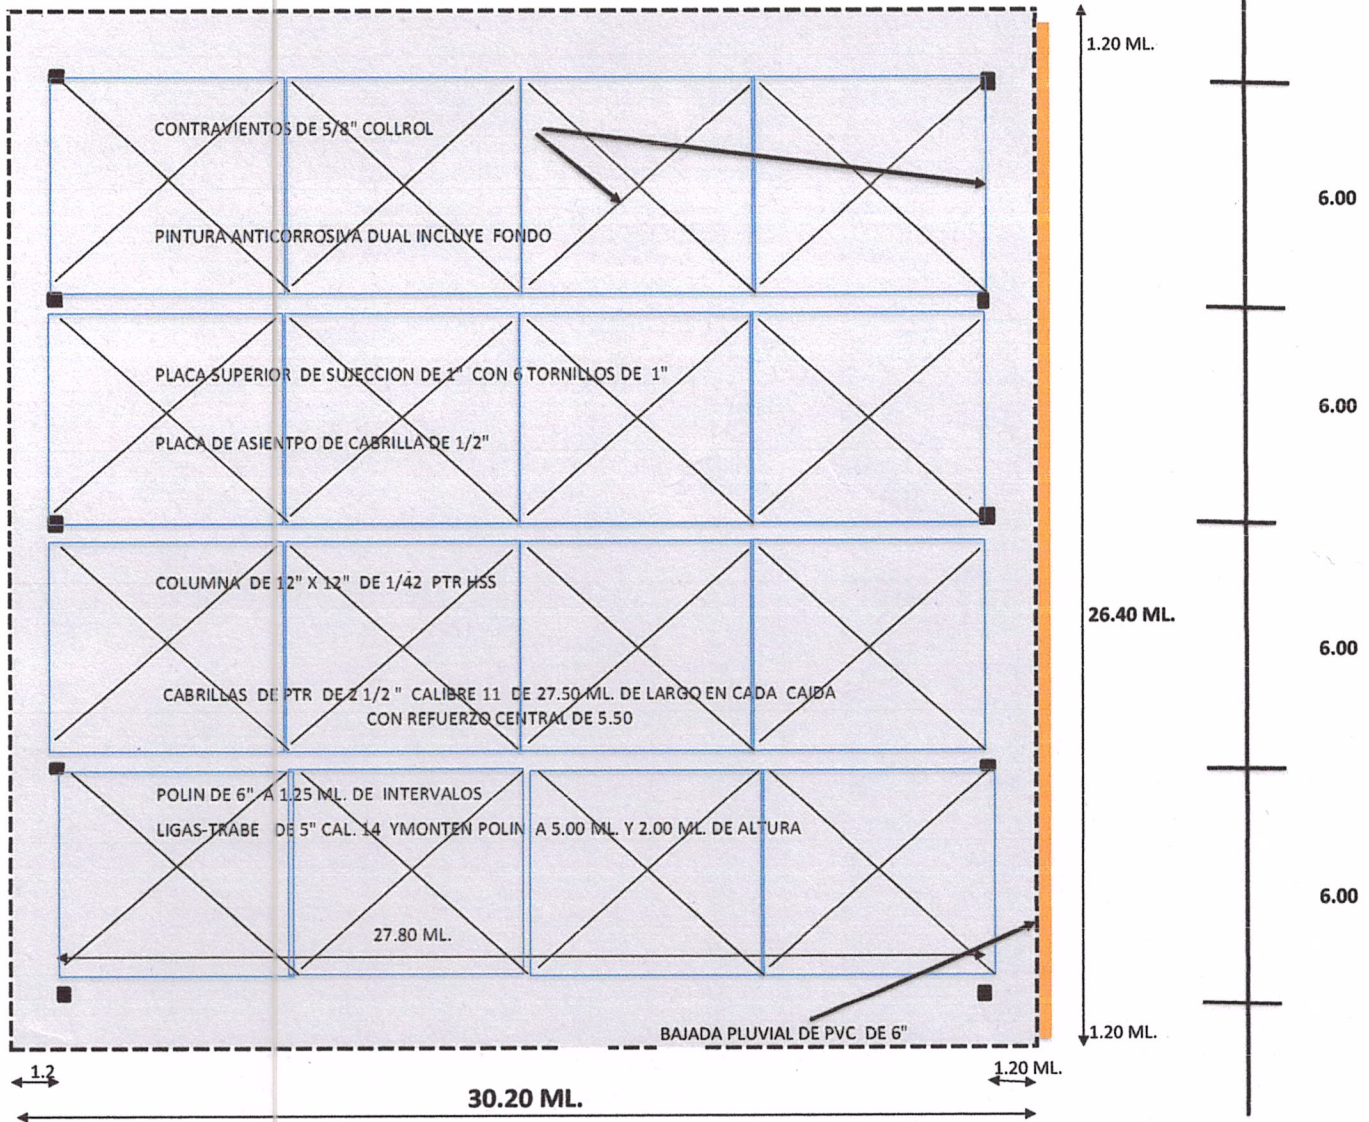 1.20 ML.
CONTRAVIENTOS DE 5/8" COLLROL
6.00
PINTURA ANTICORROSIVA DUAL INCLUYE FONDO
PLACA SUPERIOR DE SUJECCION DE 1" CON 6 TORNILLOS DE 1"
6.00
PLACA DE ASIENTPO DE CABRILLA DE 1/2"
COLUMNA DE 12" X 12" DE 1/42 PTR HSS
26.40 ML.
6.00
CABRILLAS DE PTR DE 2 1/2 " CALIBRE 11 DE 27.50 ML. DE LARGO EN CADA CAIDA
CON REFUERZO CENTRAL DE 5.50
POLIN DE 6" A 1.25 ML. DE INTERVALOS
LIGAS-TRABE DE 5" CAL. 14 YMONTEN POLIN A 5.00 ML. Y 2.00 ML. DE ALTURA
6.00
27.80 ML.
BAJADA PLUVIAL DE PVC DE 6"
1.20 ML.
1.2
1.20 ML.
30.20 ML.